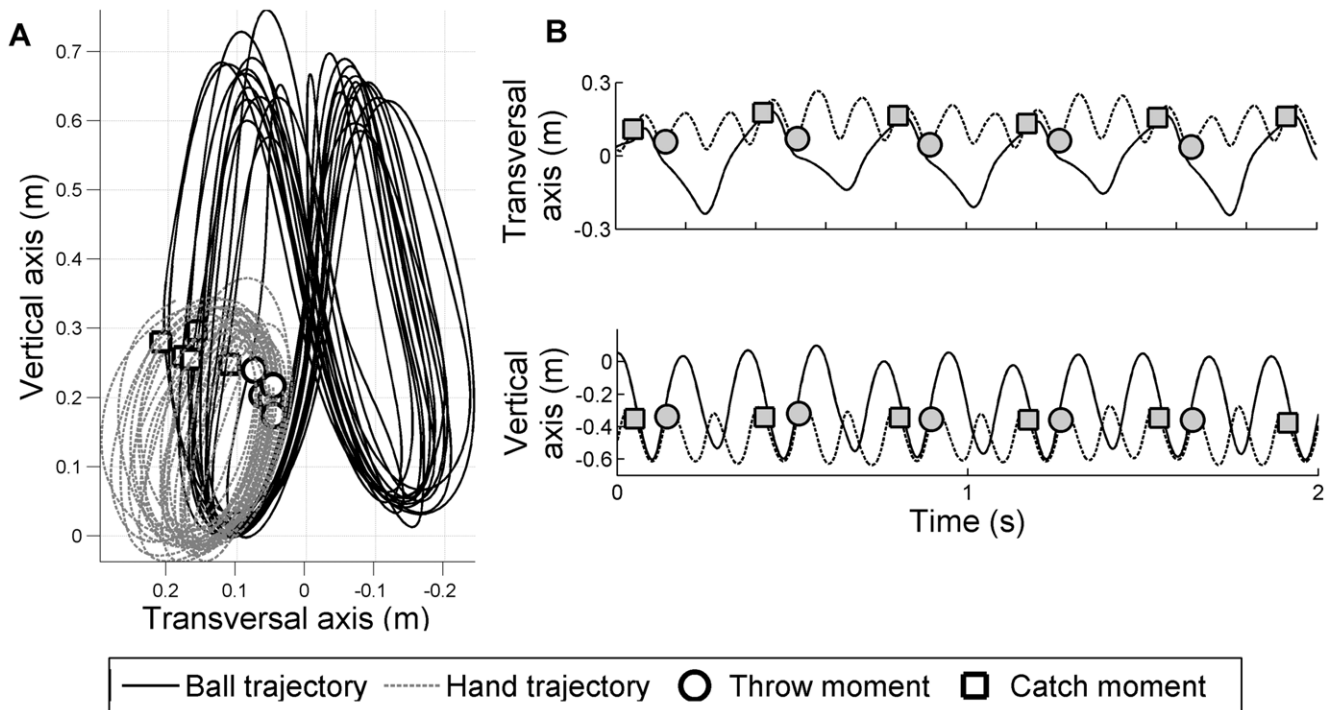 A
Vertical axis (m)
0.7
0.6
0.5
0.4
0.3
0.2
0.1
0
0.2 0.1 0 -0.1 -0.2
Transversal axis (m)
B
Transversal
axis (m)
0.3
0
-0.3
Vertical
axis (m)
0
-0.2
-0.4
-0.6
0 1 2
Time (s)
Ball trajectory Hand trajectory Throw moment Catch moment